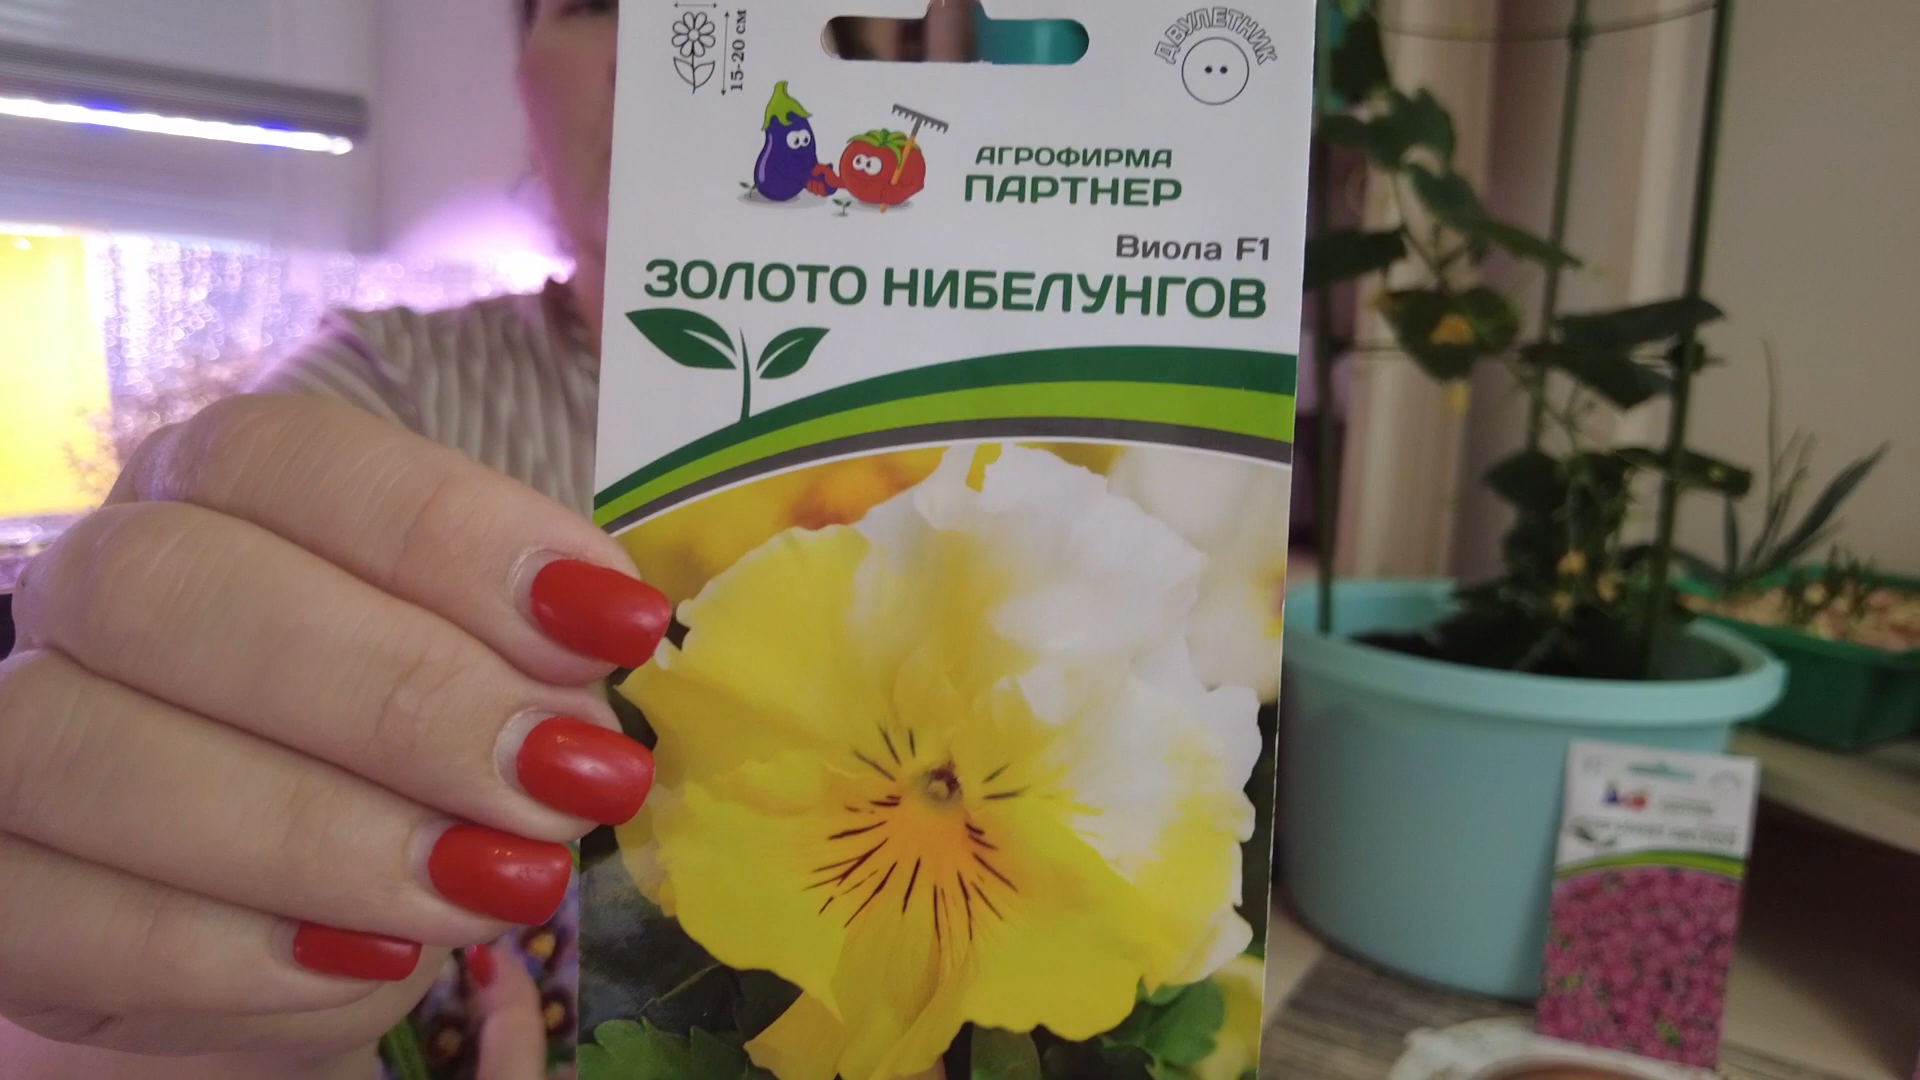 15-20 см
ДВУЛЕТНИК
АГРОФИРМА
ПАРТНЕР
Виола F1
ЗОЛОТО НИБЕЛУНГОВ